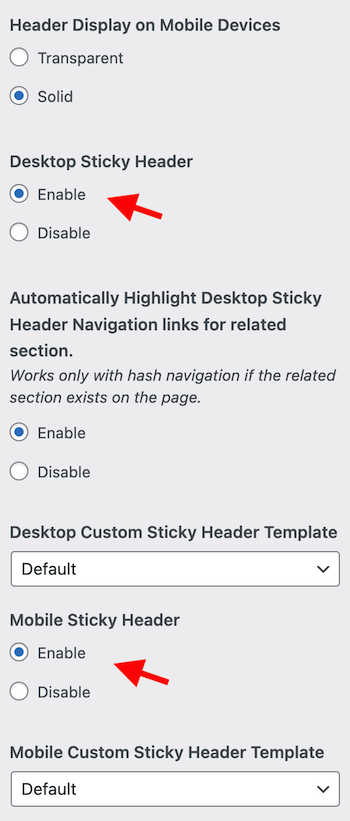 Header Display on Mobile Devices
Transparent
Solid
Desktop Sticky Header
Enable
Disable
Automatically Highlight Desktop Sticky
Header Navigation links for related
section.
Works only with hash navigation if the related
section exists on the page.
Enable
Disable
Desktop Custom Sticky Header Template
Default
Mobile Sticky Header
Enable
Disable
Mobile Custom Sticky Header Template
Default